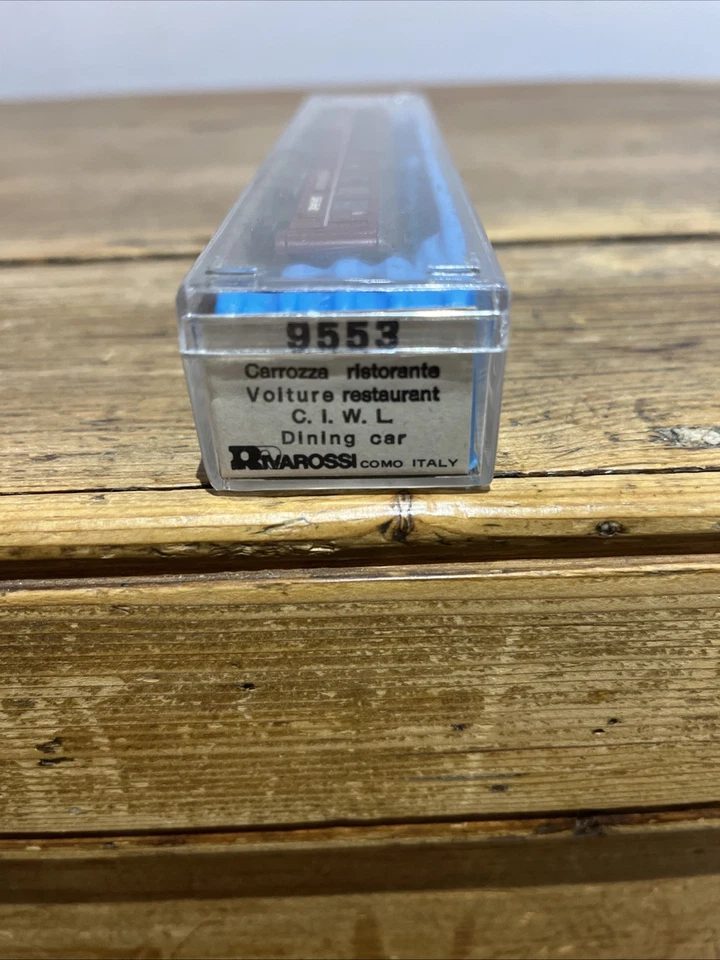 9553
Carrozza ristorante
Voiture restaurant
C. I. W. L.
Dining car
RIVAROSSI COMO ITALY